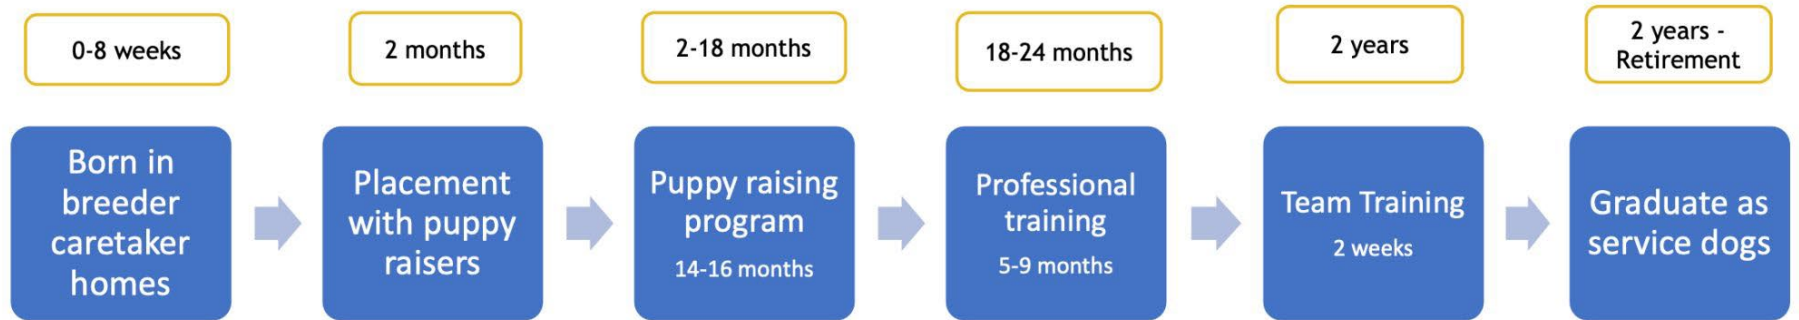 0-8 weeks
2 months
2-18 months
18-24 months
2 years
2 years -
Retirement
Born in
breeder
caretaker
homes
Placement
with puppy
raisers
Puppy raising
program
14-16 months
Professional
training
5-9 months
Team Training
2 weeks
Graduate as
service dogs